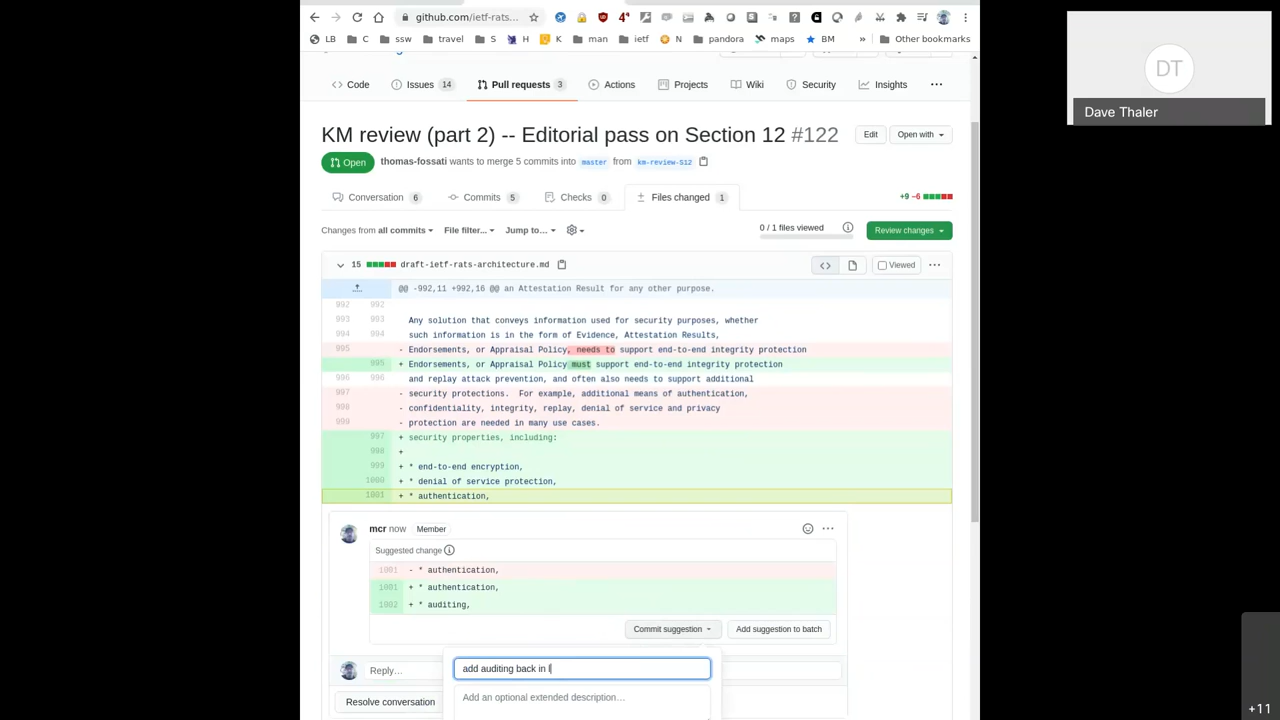 github.com/ietf-rats...
LB C ssw travel S H K man ietf N pandora maps BM » Other bookmarks
Code Issues 14 Pull requests 3 Actions Projects Wiki Security Insights
KM review (part 2) -- Editorial pass on Section 12 #122 Edit Open with
Open thomas-fossati wants to merge 5 commits into master from km-review-S12
Conversation 6 Commits 5 Checks 0 Files changed 1 +9 −6
Changes from all commits File filter... Jump to... 0 / 1 files viewed Review changes
15 draft-ietf-rats-architecture.md Viewed
@@ -992,11 +992,16 @@ an Attestation Result for any other purpose.
992 992
993 993 Any solution that conveys information used for security purposes, whether
994 994 such information is in the form of Evidence, Attestation Results,
995 - Endorsements, or Appraisal Policy, needs to support end-to-end integrity protection
995 + Endorsements, or Appraisal Policy must support end-to-end integrity protection
996 996 and replay attack prevention, and often also needs to support additional
997 - security protections.  For example, additional means of authentication,
998 - confidentiality, integrity, replay, denial of service and privacy
999 - protection are needed in many use cases.
997 + security properties, including:
998 +
999 + * end-to-end encryption,
1000 + * denial of service protection,
1001 + * authentication,
mcr now Member
Suggested change
1001 - * authentication,
1001 + * authentication,
1002 + * auditing,
Commit suggestion Add suggestion to batch
add auditing back in l
Reply…
Add an optional extended description…
Resolve conversation
DT
Dave Thaler
+11